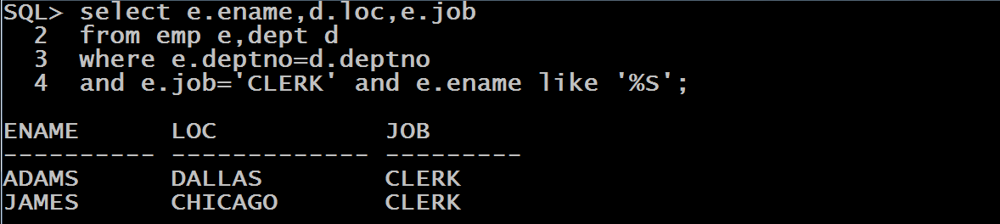 SQL> select e.ename,d.loc,e.job
  2  from emp e,dept d
  3  where e.deptno=d.deptno
  4  and e.job='CLERK' and e.ename like '%S';

ENAME      LOC           JOB
---------- ------------- ---------
ADAMS      DALLAS        CLERK
JAMES      CHICAGO       CLERK